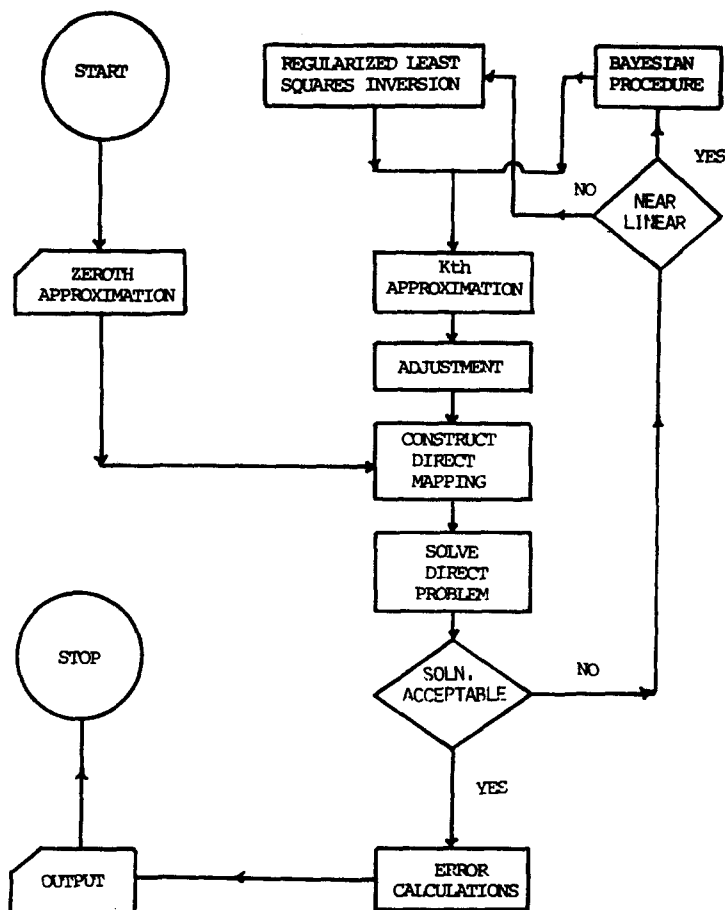 START
REGULARIZED LEAST
SQUARES INVERSION
BAYESIAN
PROCEDURE
YES
NO
NEAR
LINEAR
ZEROTH
APPROXIMATION
Kth
APPROXIMATION
ADJUSTMENT
CONSTRUCT
DIRECT
MAPPING
SOLVE
DIRECT
PROBLEM
STOP
SOLN.
ACCEPTABLE
NO
YES
OUTPUT
ERROR
CALCULATIONS